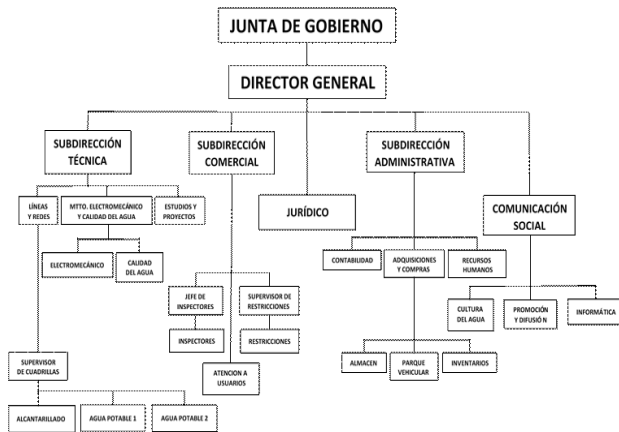 JUNTA DE GOBIERNO
DIRECTOR GENERAL
SUBDIRECCIÓN
TÉCNICA
SUBDIRECCIÓN
COMERCIAL
SUBDIRECCIÓN
ADMINISTRATIVA
JURÍDICO
COMUNICACIÓN
SOCIAL
LÍNEAS
Y REDES
MTTO. ELECTROMECÁNICO
Y CALIDAD DEL AGUA
ESTUDIOS Y
PROYECTOS
ELECTROMECÁNICO
CALIDAD
DEL AGUA
CONTABILIDAD
ADQUISICIONES
Y COMPRAS
RECURSOS
HUMANOS
JEFE DE
INSPECTORES
SUPERVISOR DE
RESTRICCIONES
INSPECTORES
RESTRICCIONES
CULTURA
DEL AGUA
PROMOCIÓN
Y DIFUSIÓN
INFORMÁTICA
SUPERVISOR
DE CUADRILLAS
ATENCION A
USUARIOS
ALMACEN
PARQUE
VEHICULAR
INVENTARIOS
ALCANTARILLADO
AGUA POTABLE 1
AGUA POTABLE 2